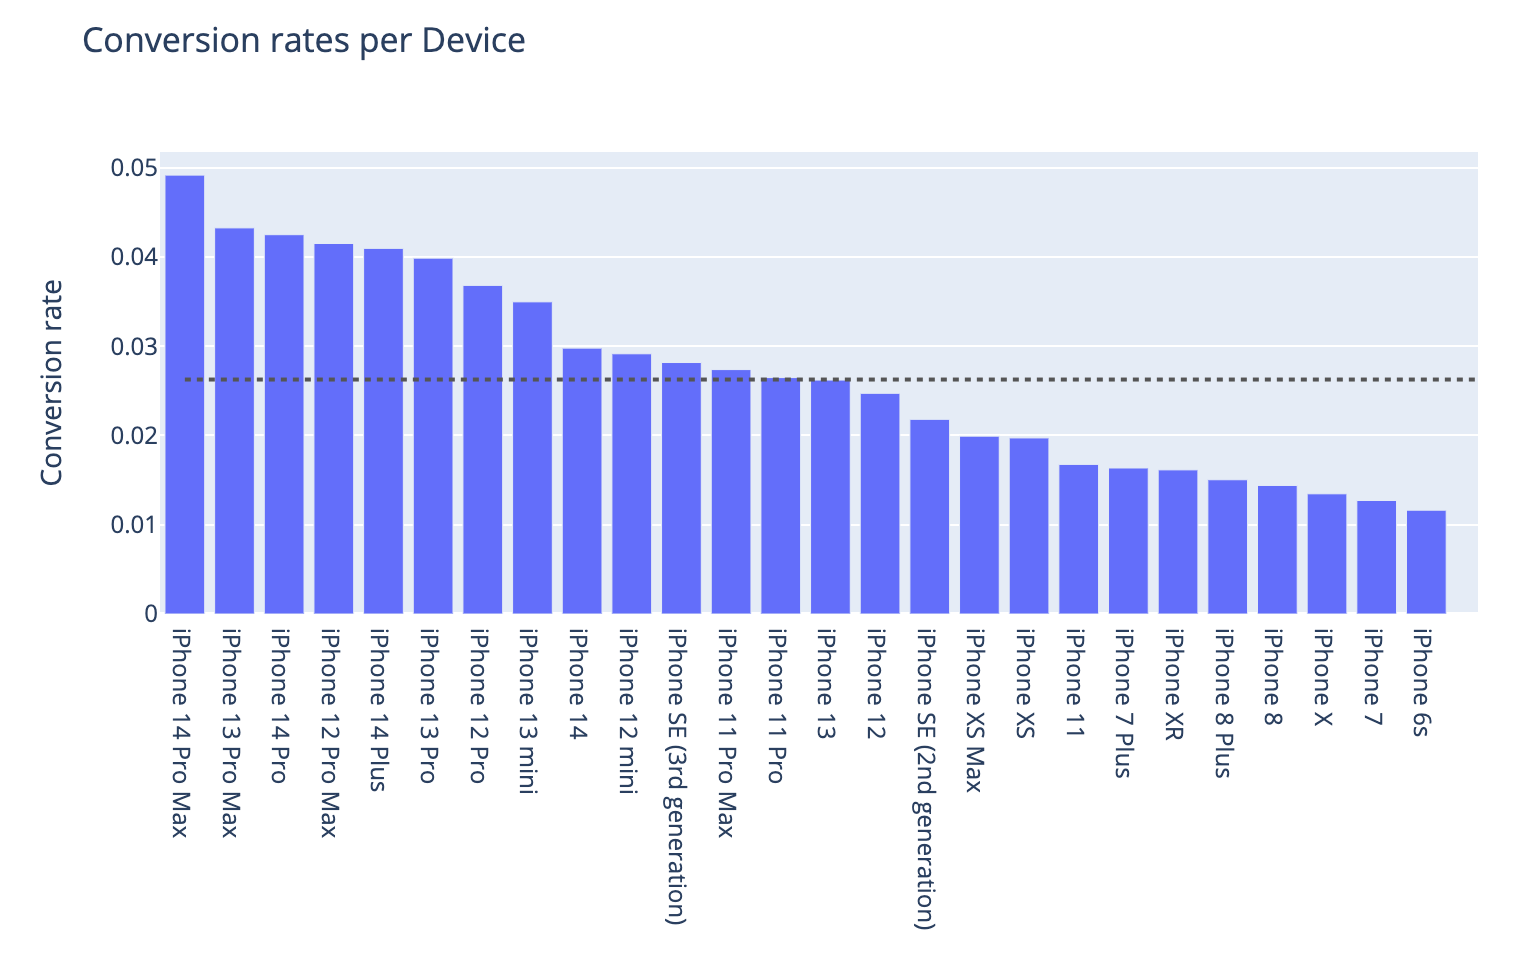 Conversion rates per Device
Conversion rate
0.05
0.04
0.03
0.02
0.01
0
iPhone 14 Pro Max
iPhone 13 Pro Max
iPhone 14 Pro
iPhone 12 Pro Max
iPhone 14 Plus
iPhone 13 Pro
iPhone 12 Pro
iPhone 13 mini
iPhone 14
iPhone 12 mini
iPhone SE (3rd generation)
iPhone 11 Pro Max
iPhone 11 Pro
iPhone 13
iPhone 12
iPhone SE (2nd generation)
iPhone XS Max
iPhone XS
iPhone 11
iPhone 7 Plus
iPhone XR
iPhone 8 Plus
iPhone 8
iPhone X
iPhone 7
iPhone 6s